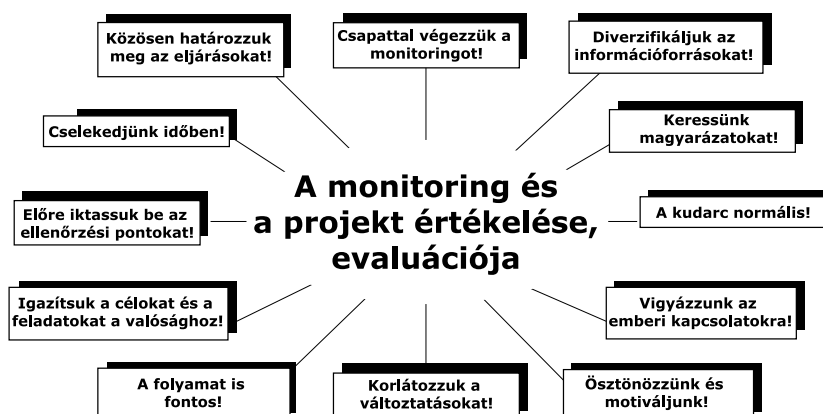 Közösen határozzuk
meg az eljárásokat!
Csapattal végezzük a
monitoringot!
Diverzifikáljuk az
információforrásokat!
Cselekedjünk időben!
Keressünk
magyarázatokat!
A monitoring és
a projekt értékelése,
evaluációja
Előre iktassuk be az
ellenőrzési pontokat!
A kudarc normális!
Igazítsuk a célokat és a
feladatokat a valósághoz!
Vigyázzunk az
emberi kapcsolatokra!
A folyamat is
fontos!
Korlátozzuk a
változtatásokat!
Ösztönözzünk és
motiváljunk!